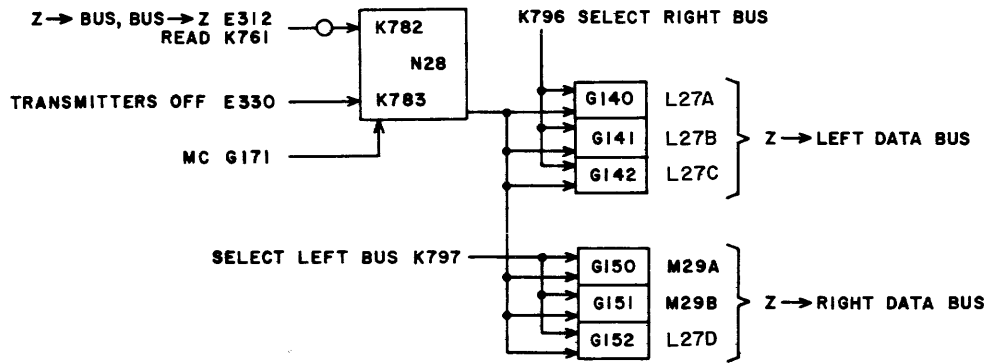 Z → BUS, BUS → Z E312
READ K761
K782
N28
K783
TRANSMITTERS OFF E330
MC G171
K796 SELECT RIGHT BUS
G140 L27A
G141 L27B
G142 L27C
Z → LEFT DATA BUS
SELECT LEFT BUS K797
G150 M29A
G151 M29B
G152 L27D
Z → RIGHT DATA BUS